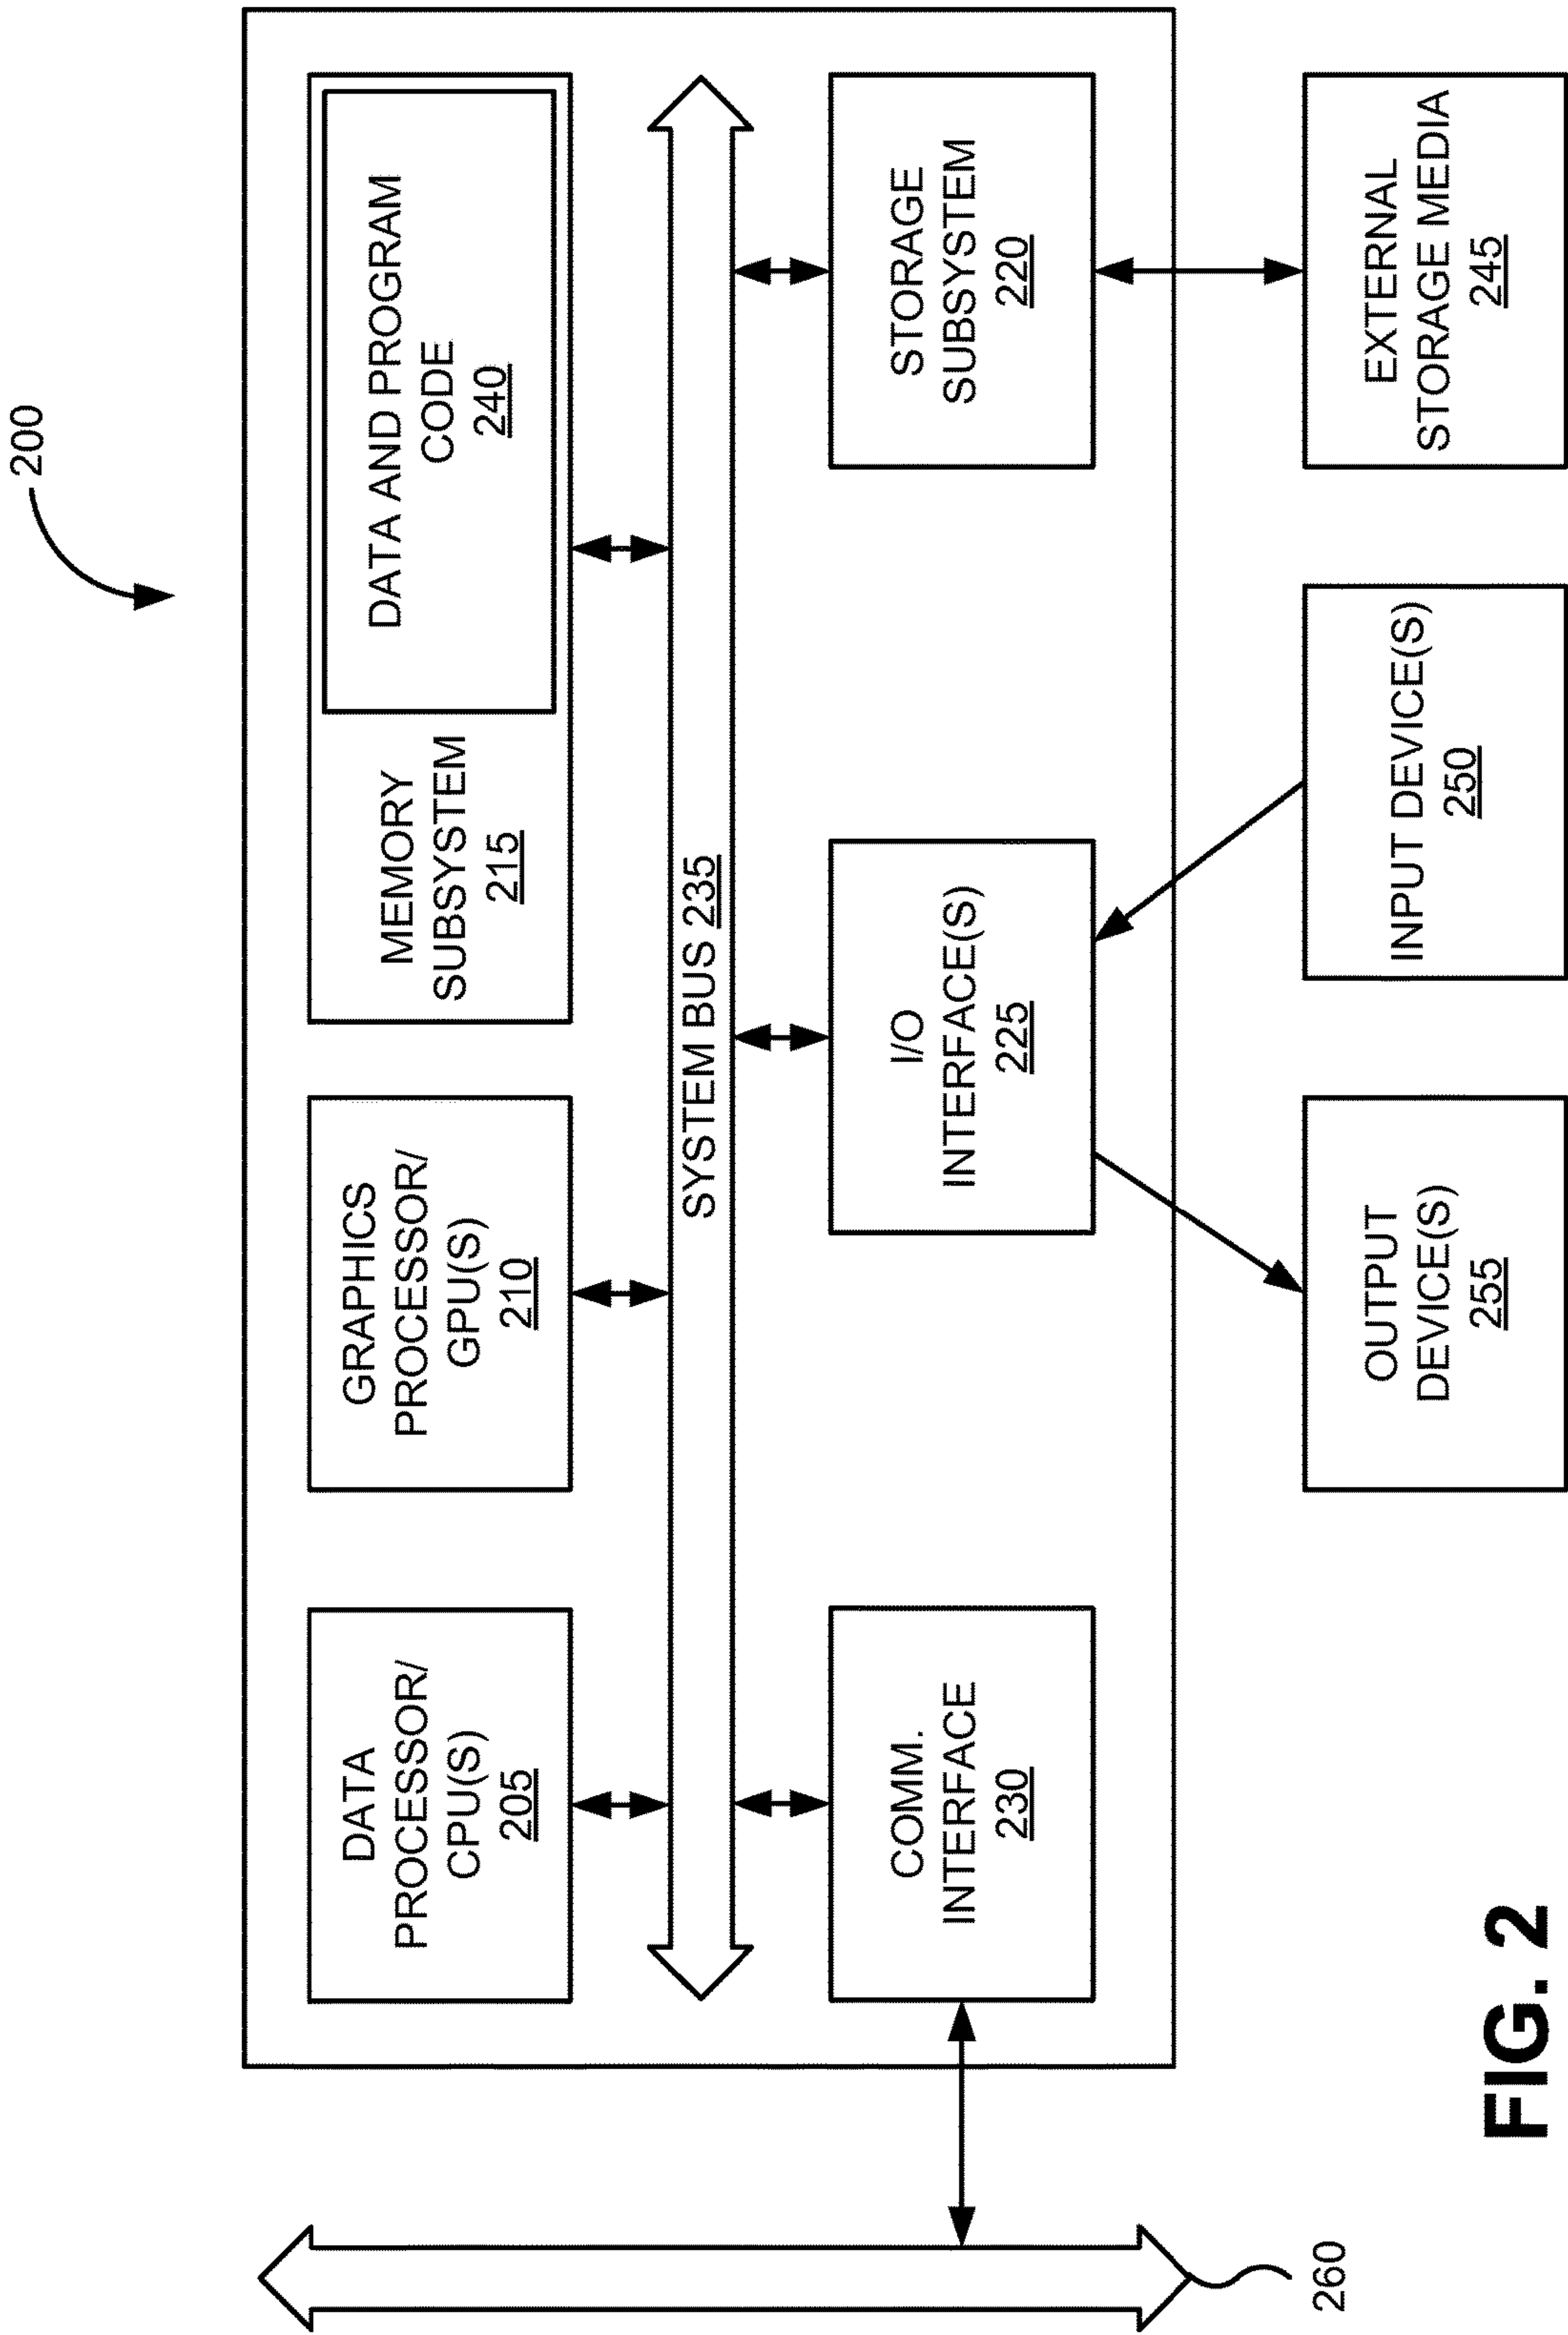 200
DATA
PROCESSOR/
CPU(S)
205
GRAPHICS
PROCESSOR/
GPU(S)
210
MEMORY
SUBSYSTEM
215
DATA AND PROGRAM
CODE
240
SYSTEM BUS 235
COMM.
INTERFACE
230
I/O
INTERFACE(S)
225
STORAGE
SUBSYSTEM
220
260
OUTPUT
DEVICE(S)
255
INPUT DEVICE(S)
250
EXTERNAL
STORAGE MEDIA
245
FIG. 2